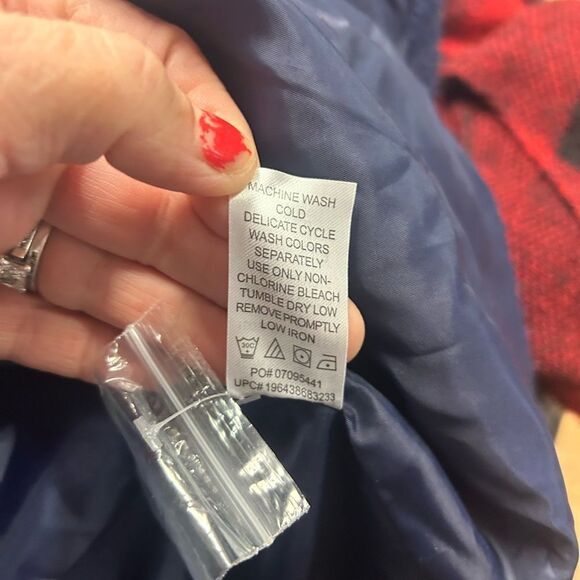 MACHINE WASH
COLD
DELICATE CYCLE
WASH COLORS
SEPARATELY
USE ONLY NON-
CHLORINE BLEACH
TUMBLE DRY LOW
REMOVE PROMPTLY
LOW IRON
30C
PO# 07095441
UPC# 196438683233